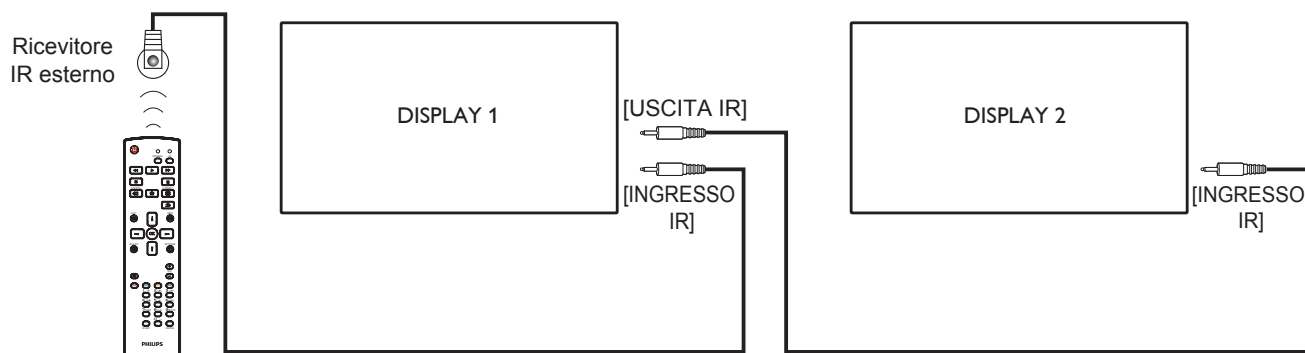 Ricevitore
IR esterno
DISPLAY 1
[USCITA IR]
[INGRESSO
IR]
DISPLAY 2
[INGRESSO
IR]
PHILIPS